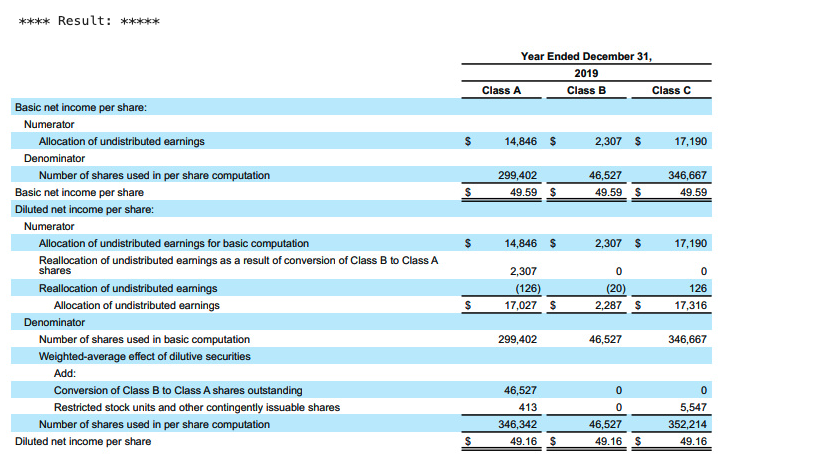 **** Result: *****
Year Ended December 31,
2019
Class A Class B Class C
Basic net income per share:
Numerator
Allocation of undistributed earnings $ 14,846 $ 2,307 $ 17,190
Denominator
Number of shares used in per share computation 299,402 46,527 346,667
Basic net income per share $ 49.59 $ 49.59 $ 49.59
Diluted net income per share:
Numerator
Allocation of undistributed earnings for basic computation $ 14,846 $ 2,307 $ 17,190
Reallocation of undistributed earnings as a result of conversion of Class B to Class A
shares 2,307 0 0
Reallocation of undistributed earnings (126) (20) 126
Allocation of undistributed earnings $ 17,027 $ 2,287 $ 17,316
Denominator
Number of shares used in basic computation 299,402 46,527 346,667
Weighted-average effect of dilutive securities
Add:
Conversion of Class B to Class A shares outstanding 46,527 0 0
Restricted stock units and other contingently issuable shares 413 0 5,547
Number of shares used in per share computation 346,342 46,527 352,214
Diluted net income per share $ 49.16 $ 49.16 $ 49.16